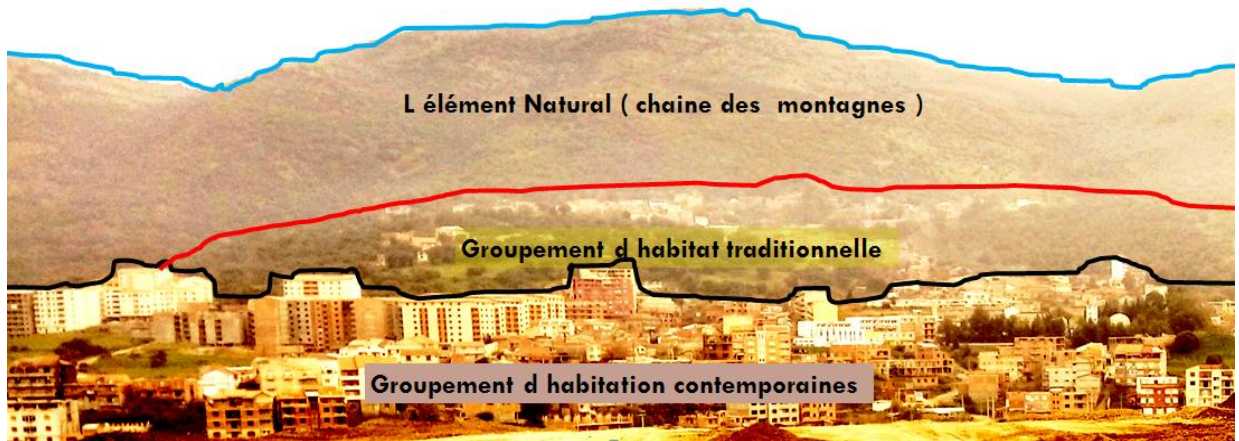 L élément Natural ( chaine des  montagnes )
Groupement d habitat traditionnelle
Groupement d habitation contemporaines